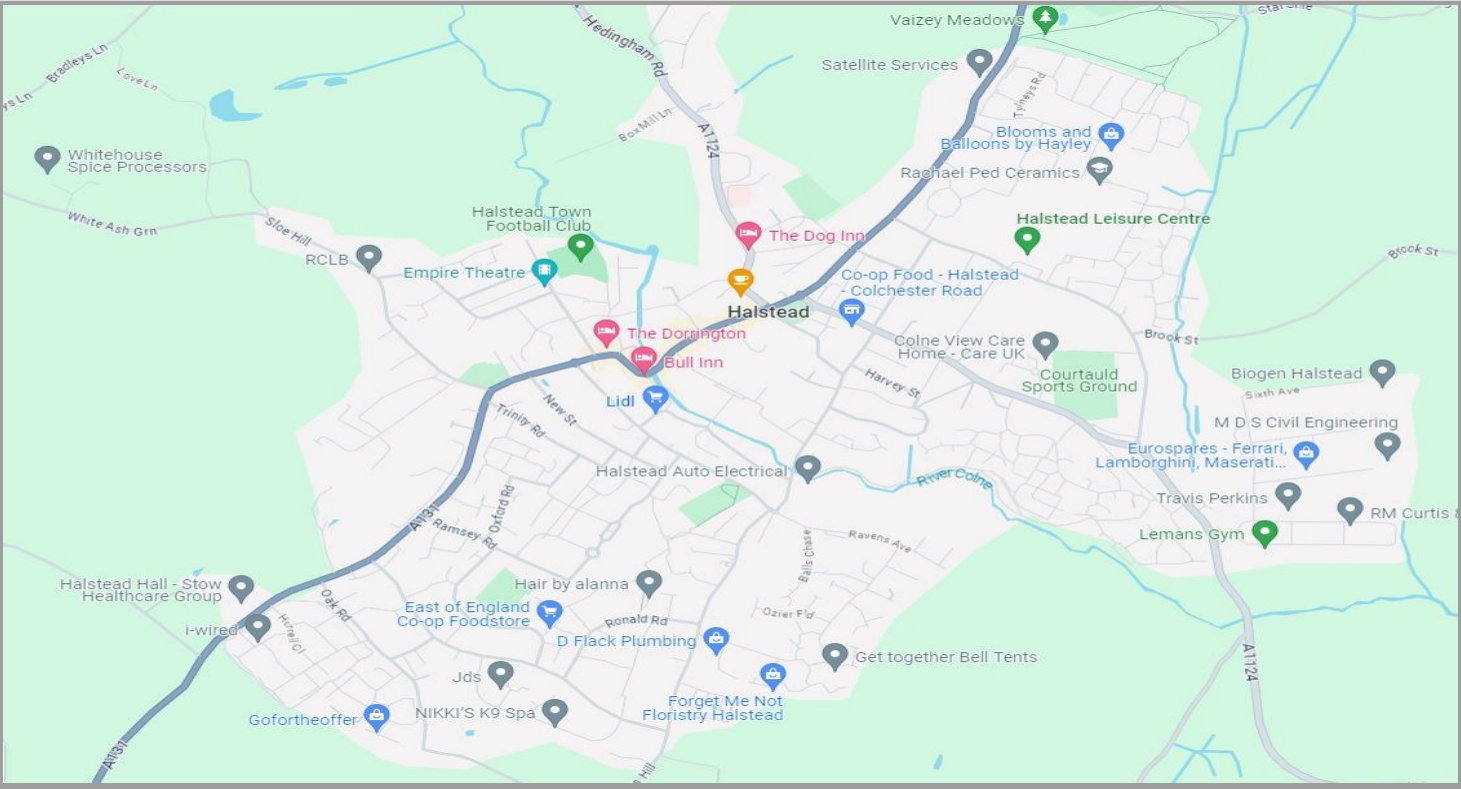 Vaizey Meadows
Star Stile
Hedingham Rd
Bradleys Ln
Satellite Services
Love Ln
ys Ln
Tylneys Rd
Box Mill Ln
A1124
Blooms and
Balloons by Hayley
Whitehouse
Spice Processors
Rachael Ped Ceramics
White Ash Grn
Sloe Hill
Halstead Town
Football Club
Halstead Leisure Centre
The Dog Inn
RCLB
Empire Theatre
Brook St
Co-op Food - Halstead
- Colchester Road
Halstead
The Dorrington
Brook St
Colne View Care
Home - Care UK
Bull Inn
Courtauld
Sports Ground
Biogen Halstead
Harvey St
Sixth Ave
Lidl
New St
Trinity Rd
M D S Civil Engineering
Eurospares - Ferrari,
Lamborghini, Maserati...
Halstead Auto Electrical
River Colne
Travis Perkins
Oxford Rd
A131
RM Curtis &
Ramsey Rd
Lemans Gym
Ravens Ave
Balls Chase
Halstead Hall - Stow
Healthcare Group
Hair by alanna
Oak Rd
East of England
Co-op Foodstore
Ozier F'd
Ronald Rd
i-wired
Hurrell Ct
D Flack Plumbing
Get together Bell Tents
A1124
Jds
Forget Me Not
Floristry Halstead
NIKKI'S K9 Spa
Gofortheoffer
A131
s Hill